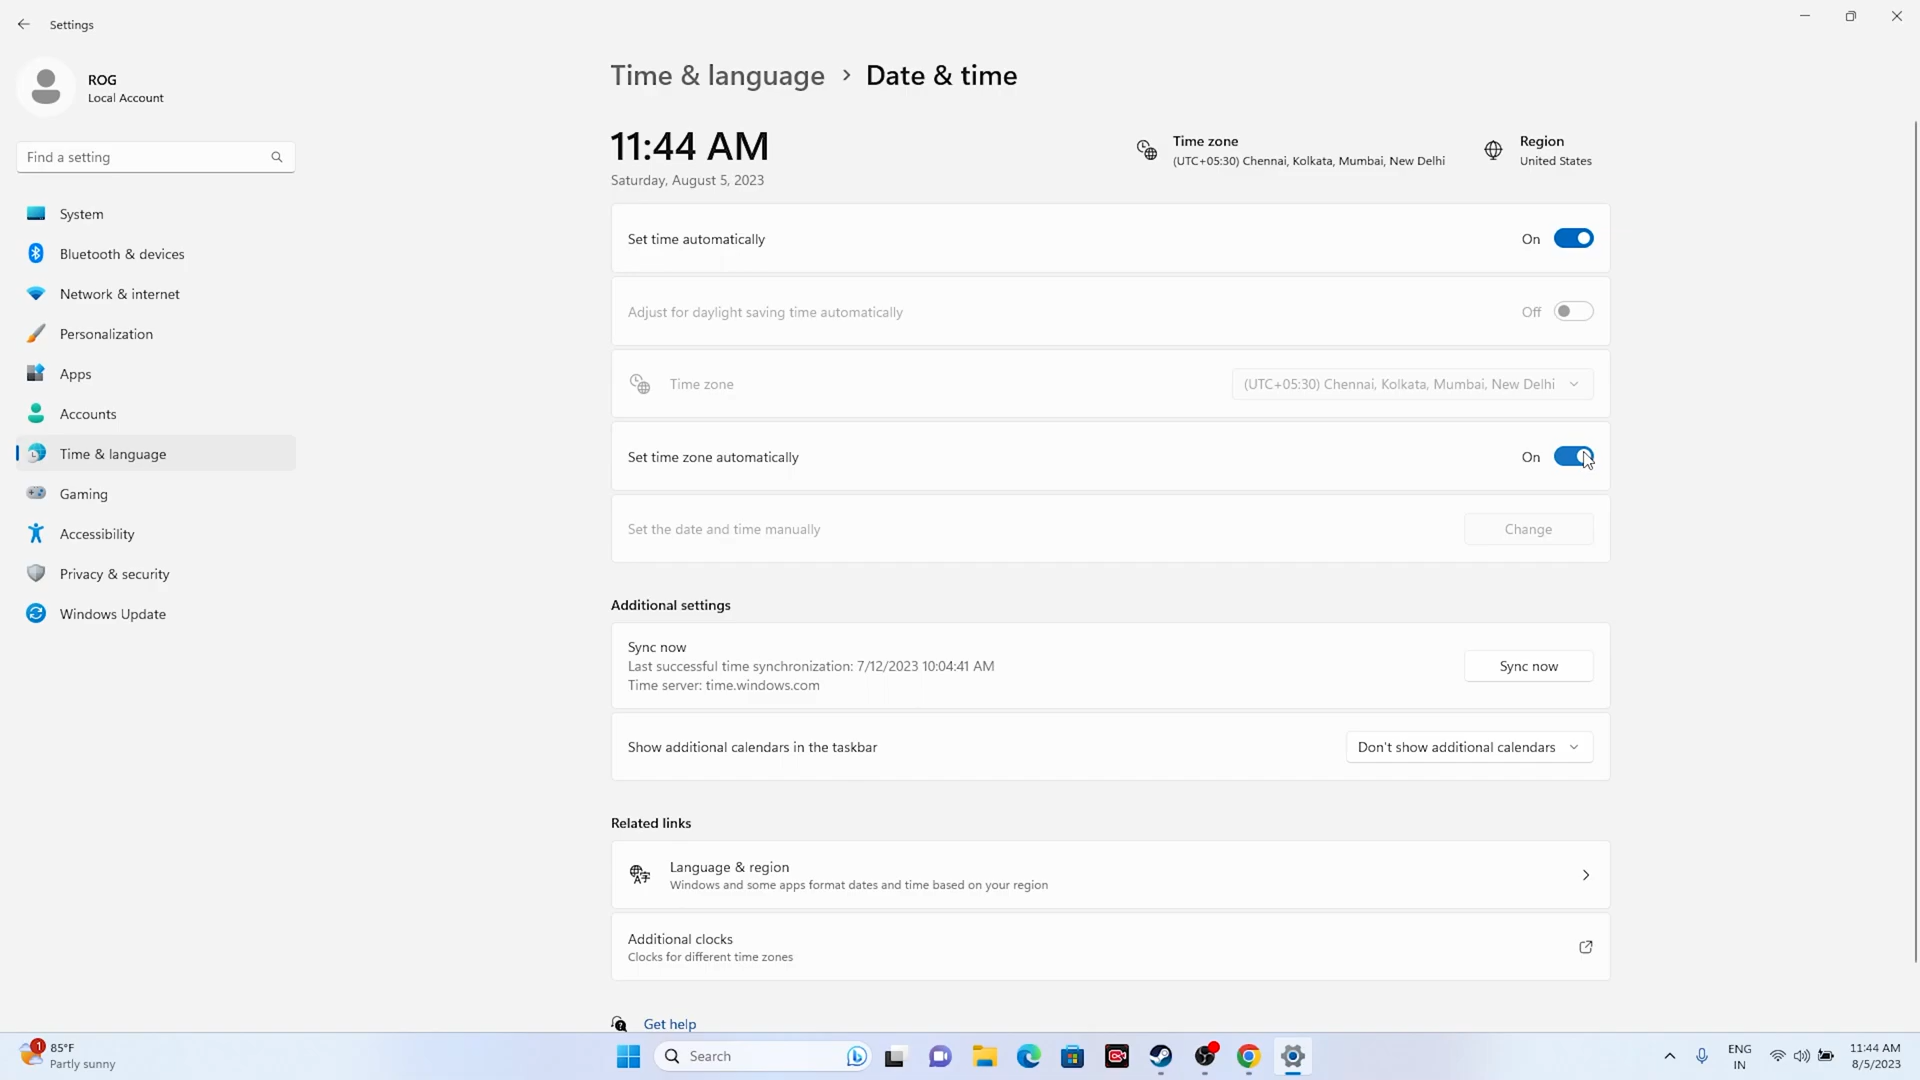 Settings
ROG
Local Account
Find a setting
System
Bluetooth & devices
Network & internet
Personalization
Apps
Accounts
Time & language
Gaming
Accessibility
Privacy & security
Windows Update
Time & language > Date & time
11:44 AM
Saturday, August 5, 2023
Time zone
(UTC+05:30) Chennai, Kolkata, Mumbai, New Delhi
Region
United States
Set time automatically On
Adjust for daylight saving time automatically Off
Time zone (UTC+05:30) Chennai, Kolkata, Mumbai, New Delhi
Set time zone automatically On
Set the date and time manually Change
Additional settings
Sync now
Last successful time synchronization: 7/12/2023 10:04:41 AM
Time server: time.windows.com
Sync now
Show additional calendars in the taskbar Don't show additional calendars
Related links
Language & region
Windows and some apps format dates and time based on your region
Additional clocks
Clocks for different time zones
Get help
1
85°F
Partly sunny
Search
ENG
IN
11:44 AM
8/5/2023